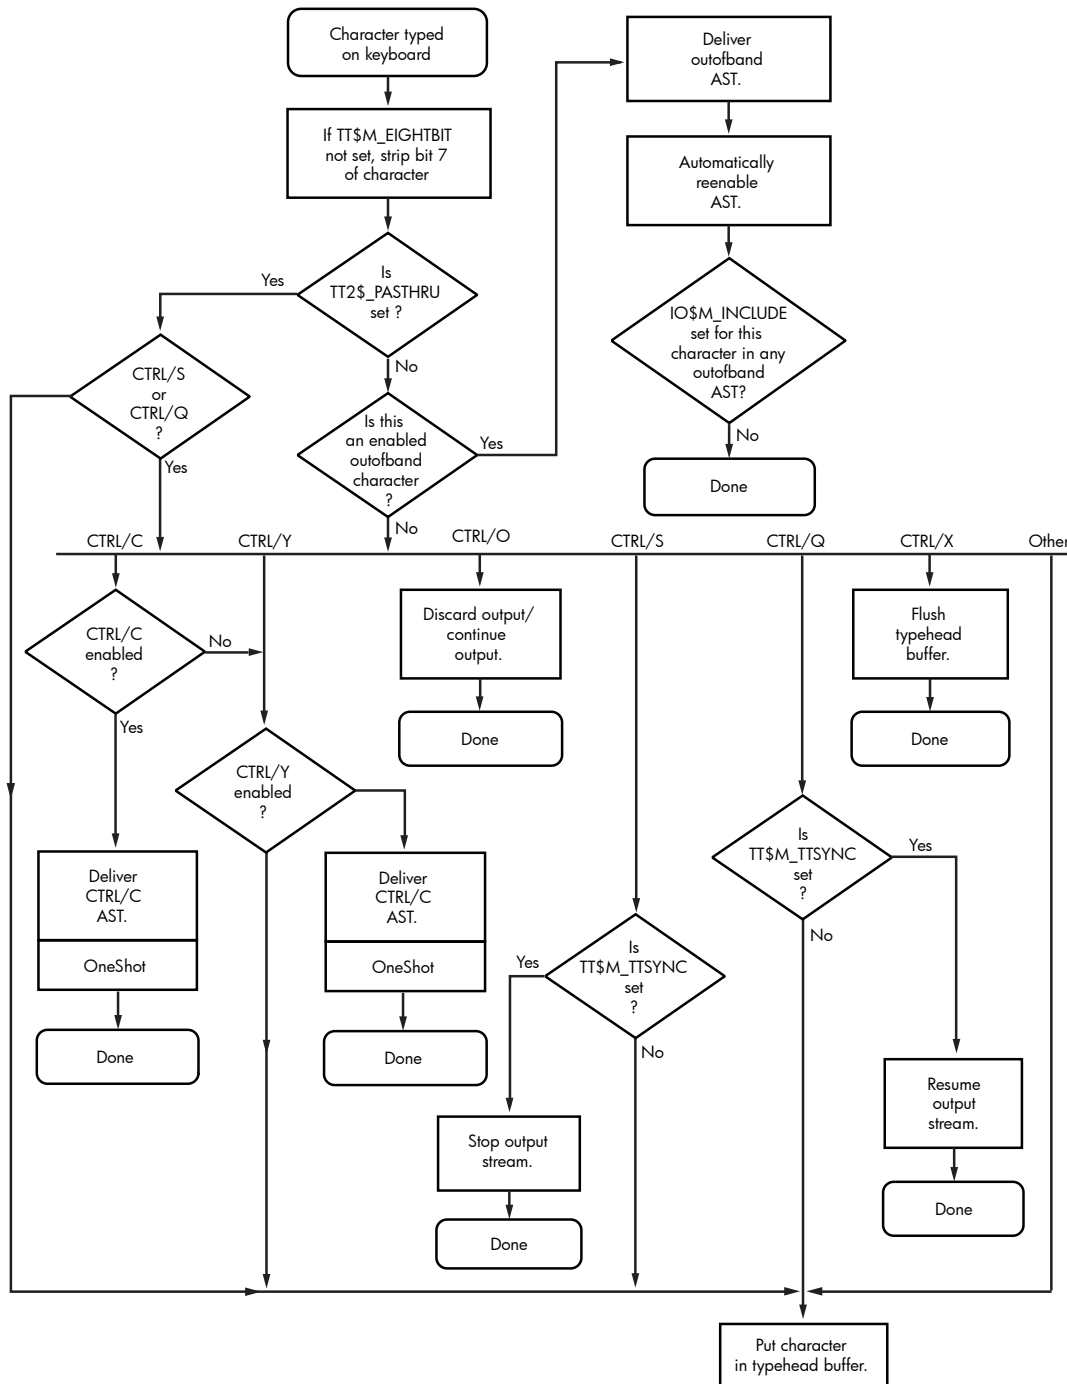 Character typed
on keyboard
Deliver
outofband
AST.
If TT$M_EIGHTBIT
not set, strip bit 7
of character
Automatically
reenable
AST.
Is
TT2$_PASTHRU
set ?
Yes
No
IO$M_INCLUDE
set for this
character in any
outofband
AST?
No
Done
CTRL/S
or
CTRL/Q
?
Yes
Is this
an enabled
outofband
character
?
Yes
No
CTRL/C
CTRL/Y
CTRL/O
CTRL/S
CTRL/Q
CTRL/X
Other
CTRL/C
enabled
?
No
Yes
Discard output/
continue
output.
Done
Flush
typehead
buffer.
Done
CTRL/Y
enabled
?
Deliver
CTRL/C
AST.
OneShot
Done
Deliver
CTRL/C
AST.
OneShot
Done
Is
TT$M_TTSYNC
set
?
Yes
No
Is
TT$M_TTSYNC
set
?
Yes
No
Stop output
stream.
Done
Resume
output
stream.
Done
Put character
in typehead buffer.